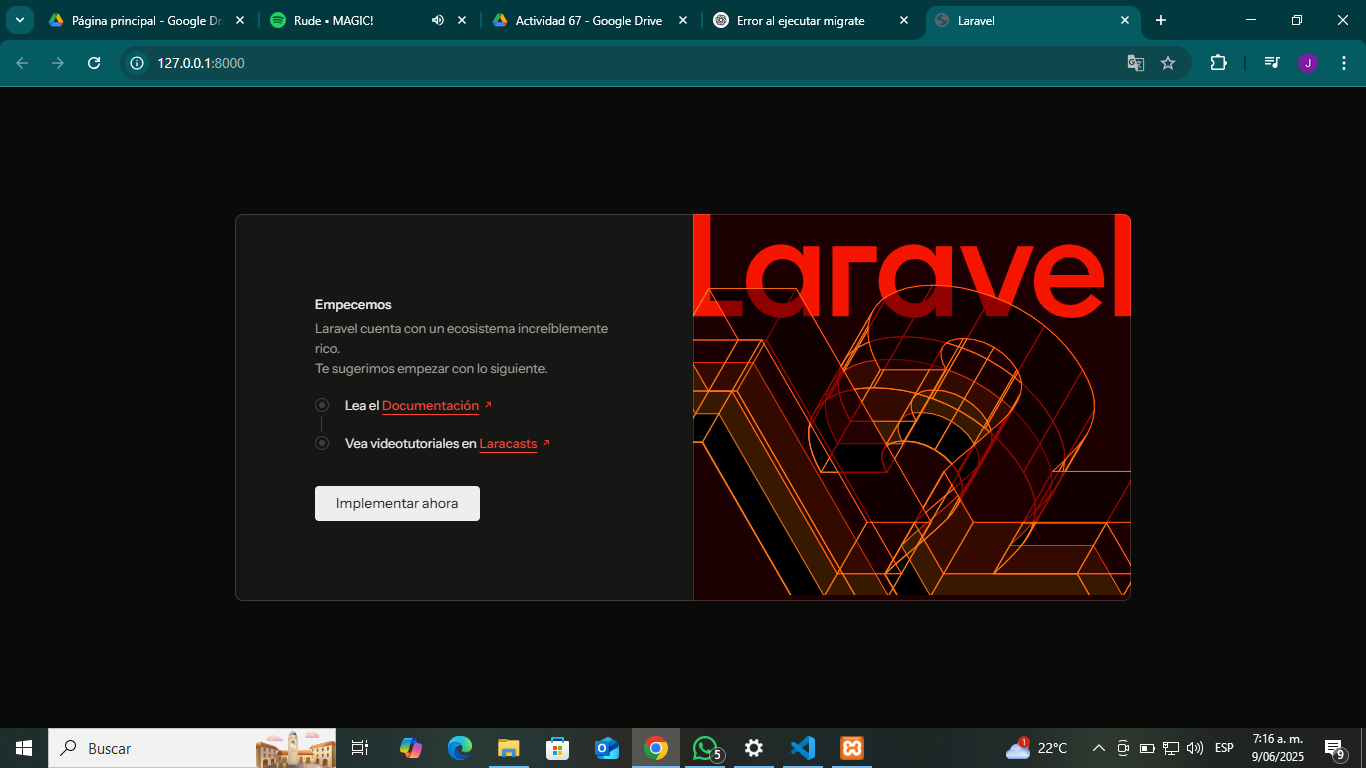 Página principal - Google Dr
Rude • MAGIC!
Actividad 67 - Google Drive
Error al ejecutar migrate
Laravel
127.0.0.1:8000
J
Laravel
Empecemos
Laravel cuenta con un ecosistema increíblemente
rico.
Te sugerimos empezar con lo siguiente.
Lea el Documentación
Vea videotutoriales en Laracasts
Implementar ahora
Buscar
5
1
22°C
ESP
7:16 a. m.
9/06/2025
9